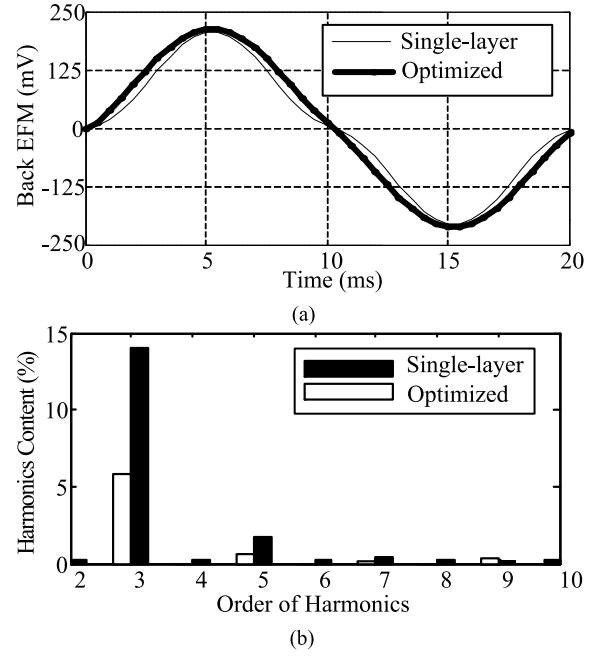 250
125
0
-125
-250
Back EFM (mV)
Single-layer
Optimized
0
5
10
15
20
Time (ms)
(a)
15
10
5
0
Harmonics Content (%)
Single-layer
Optimized
2
3
4
5
6
7
8
9
10
Order of Harmonics
(b)